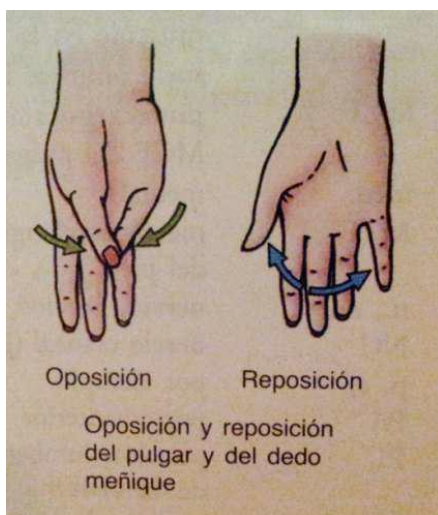 Oposición
Reposición
Oposición y reposición
del pulgar y del dedo
meñique